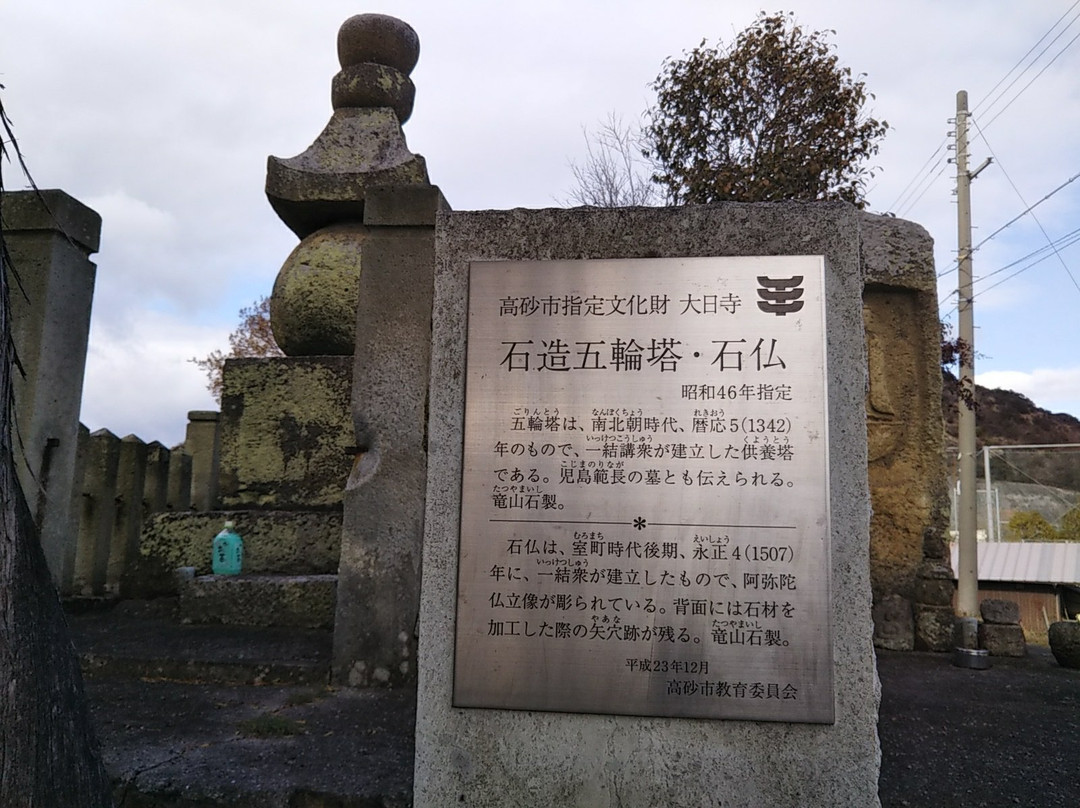 高砂市指定文化財 大日寺
石造五輪塔・石仏
昭和46年指定
ごりんとう なんぼくちょう れきおう
五輪塔は、南北朝時代、暦応5(1342)
いっけつこうしゅう くようとう
年のもので、一結講衆が建立した供養塔
こじまのりなが
である。児島範長の墓とも伝えられる。
たつやまいし
竜山石製。
＊
むろまち えいしょう
石仏は、室町時代後期、永正4(1507)
いっけつしゅう
年に、一結衆が建立したもので、阿弥陀
仏立像が彫られている。背面には石材を
やあな たつやまいし
加工した際の矢穴跡が残る。竜山石製。
平成23年12月
高砂市教育委員会